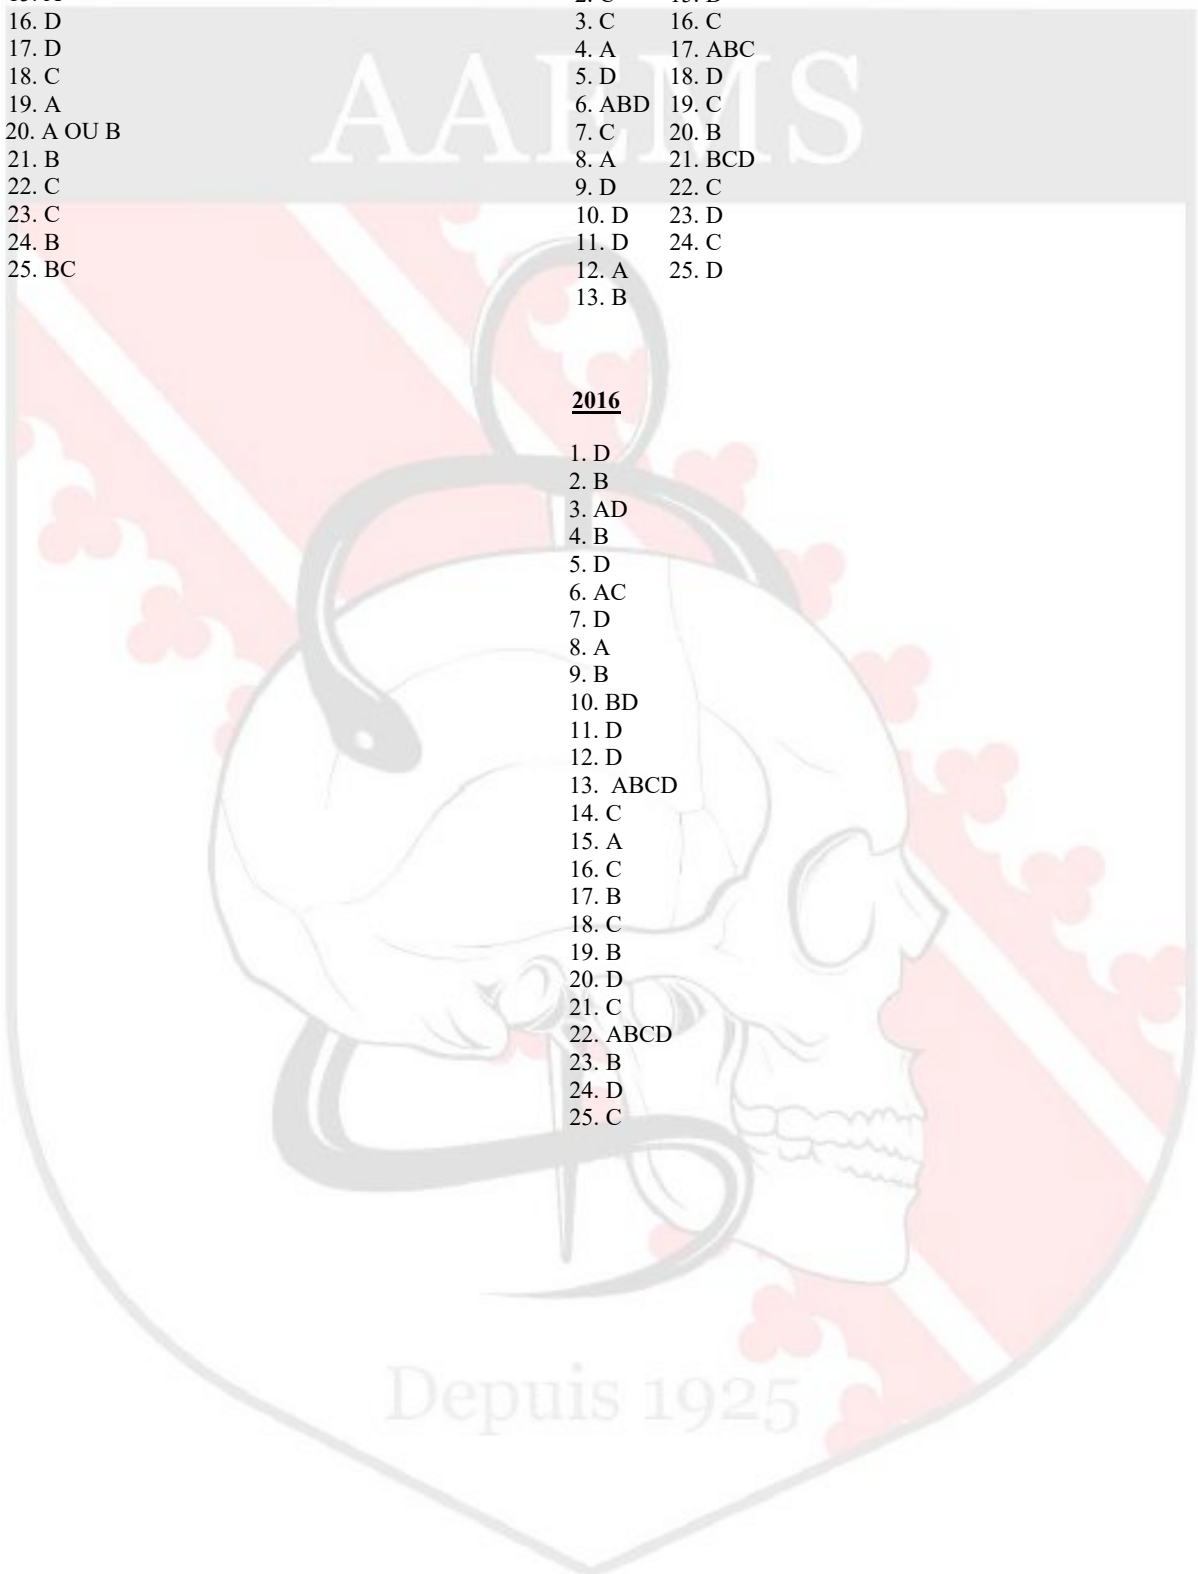 AAEMS
16. D
17. D
18. C
19. A
20. A OU B
21. B
22. C
23. C
24. B
25. BC
3. C
4. A
5. D
6. ABD
7. C
8. A
9. D
10. D
11. D
12. A
13. B
16. C
17. ABC
18. D
19. C
20. B
21. BCD
22. C
23. D
24. C
25. D
2016
1. D
2. B
3. AD
4. B
5. D
6. AC
7. D
8. A
9. B
10. BD
11. D
12. D
13. ABCD
14. C
15. A
16. C
17. B
18. C
19. B
20. D
21. C
22. ABCD
23. B
24. D
25. C
Depuis 1925